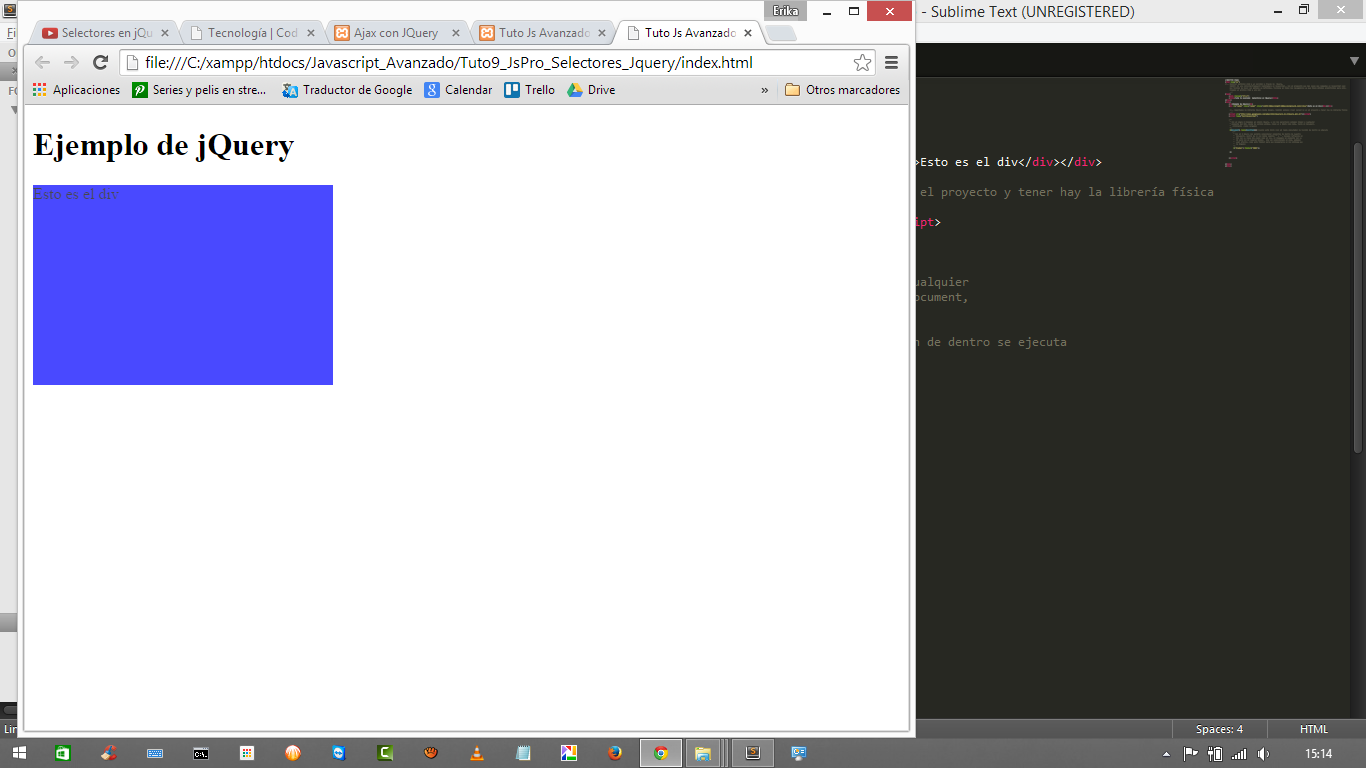 Erika
- Sublime Text (UNREGISTERED)
Selectores en jQu
Tecnología | Cod
Ajax con JQuery
Tuto Js Avanzado
Tuto Js Avanzado
file:///C:/xampp/htdocs/Javascript_Avanzado/Tuto9_JsPro_Selectores_Jquery/index.html
Aplicaciones
Series y pelis en stre...
Traductor de Google
Calendar
Trello
Drive
»
Otros marcadores
Ejemplo de jQuery
Esto es el div
>Esto es el div</div></div>
el proyecto y tener hay la librería física
ipt>
ualquier
ocument,
n de dentro se ejecuta
Lin
Spaces: 4
HTML
15:14